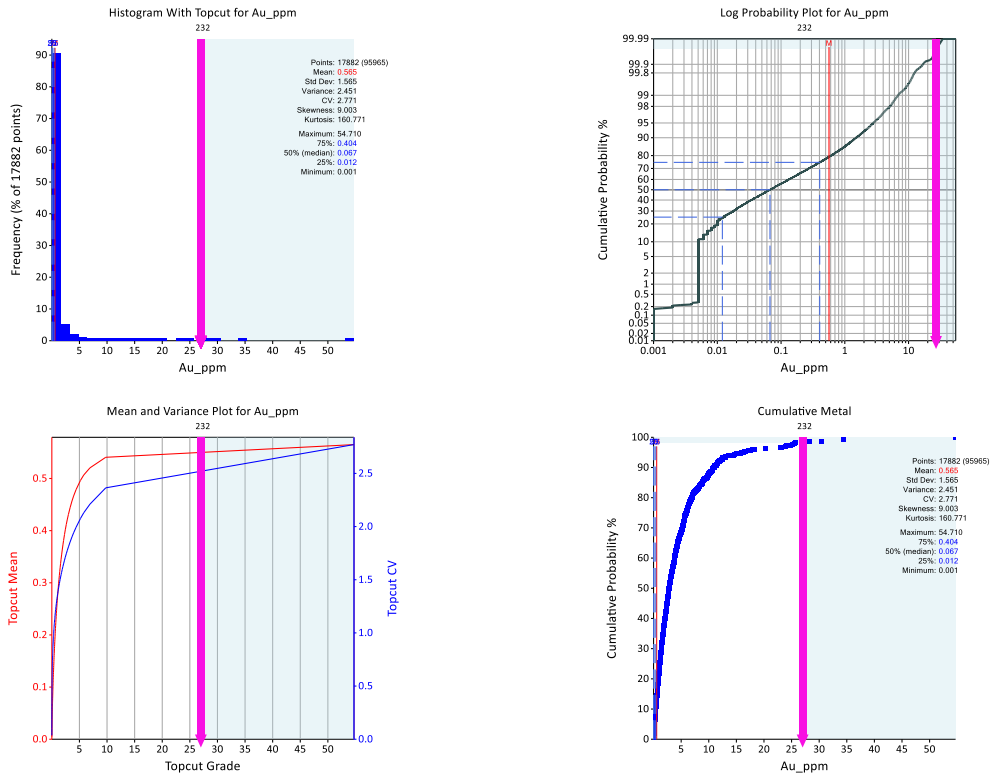 Histogram With Topcut for Au_ppm
232
90
80
70
60
50
40
30
20
10
0
Frequency (% of 17882 points)
5 10 15 20 25 30 35 40 45 50
Au_ppm
Points: 17882 (95965)
Mean: 0.565
Std Dev: 1.565
Variance: 2.451
CV: 2.771
Skewness: 9.003
Kurtosis: 160.771
Maximum: 54.710
75%: 0.404
50% (median): 0.067
25%: 0.012
Minimum: 0.001
Log Probability Plot for Au_ppm
232
M
99.99
99.9
99.8
99
98
95
90
80
70
60
50
40
30
20
10
5
2
1
0.5
0.2
0.1
0.05
0.02
0.01
Cumulative Probability %
0.001 0.01 0.1 1 10
Au_ppm
Mean and Variance Plot for Au_ppm
232
0.5
0.4
0.3
0.2
0.1
0.0
Topcut Mean
2.5
2.0
1.5
1.0
0.5
0.0
Topcut CV
5 10 15 20 25 30 35 40 45 50
Topcut Grade
Cumulative Metal
232
100
90
80
70
60
50
40
30
20
10
0
Cumulative Probability %
5 10 15 20 25 30 35 40 45 50
Au_ppm
Points: 17882 (95965)
Mean: 0.565
Std Dev: 1.565
Variance: 2.451
CV: 2.771
Skewness: 9.003
Kurtosis: 160.771
Maximum: 54.710
75%: 0.404
50% (median): 0.067
25%: 0.012
Minimum: 0.001